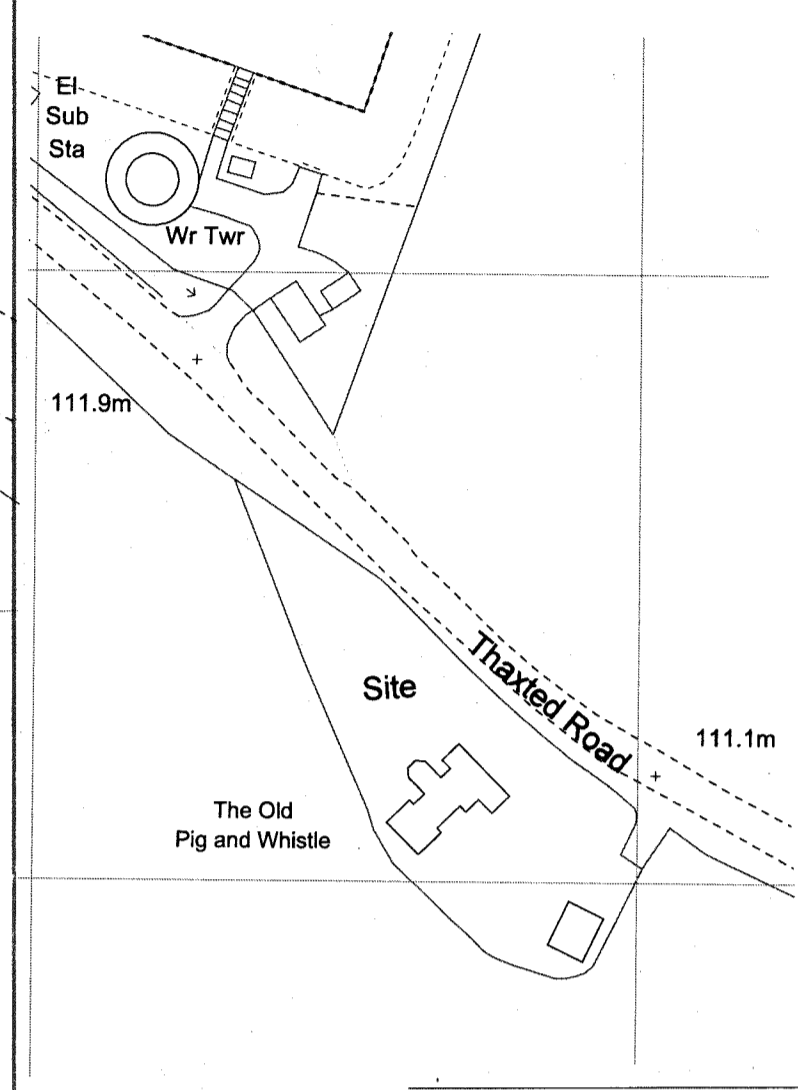 El
Sub
Sta
Wr Twr
111.9m
Site
Thaxted Road
111.1m
The Old
Pig and Whistle